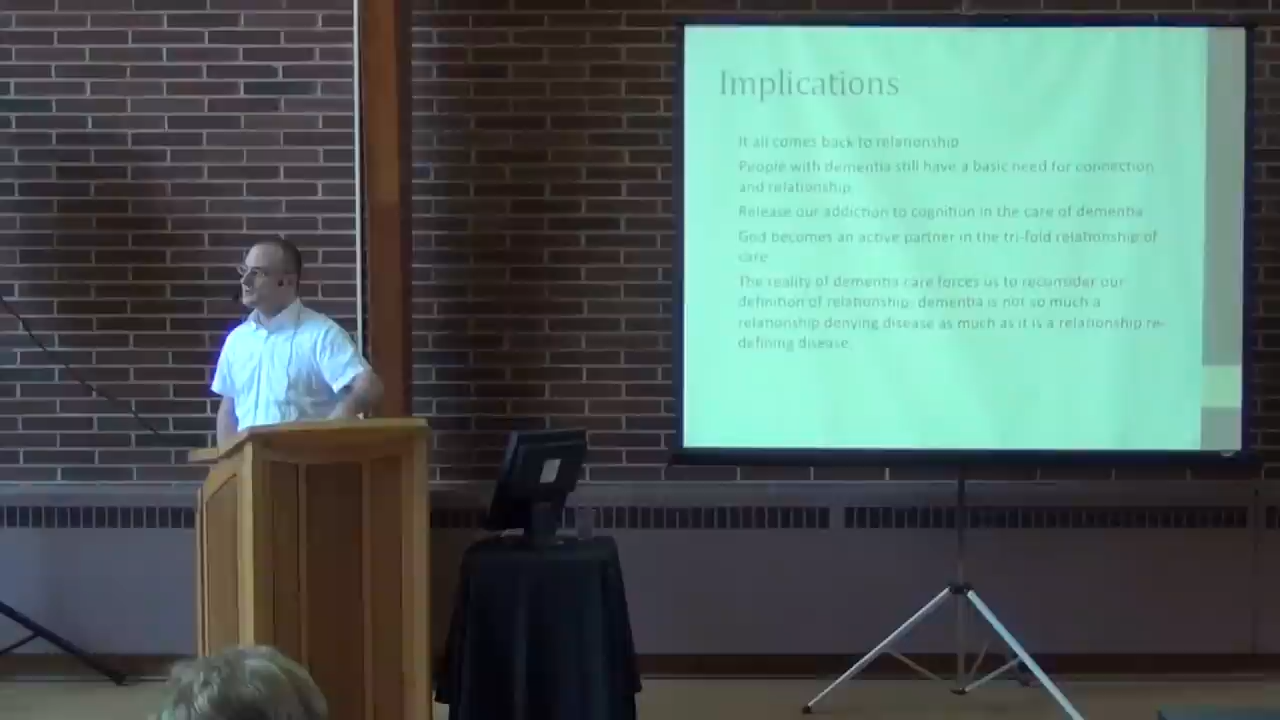 Implications
It all comes back to relationship
People with dementia still have a basic need for connection
and relationship
Release our addiction to cognition in the care of dementia
God becomes an active partner in the tri-fold relationship of
care
The reality of dementia care forces us to reconsider our
definition of relationship, dementia is not so much a
relationship denying disease as much as it is a relationship re-
defining disease.